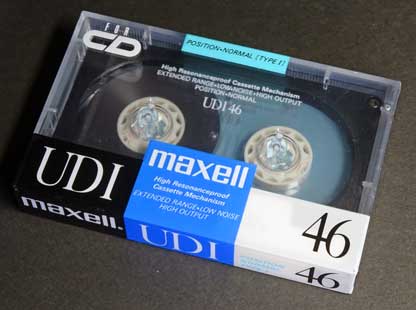 FOR
CD
POSITION•NORMAL [TYPE I]
High Resonanceproof Cassette Mechanism
EXTENDED RANGE•LOW NOISE•HIGH OUTPUT
POSITION•NORMAL
UDI 46
UDI
maxell
High Resonanceproof
Cassette Mechanism
EXTENDED RANGE•LOW NOISE
HIGH OUTPUT
46
maxell.
UDI
46